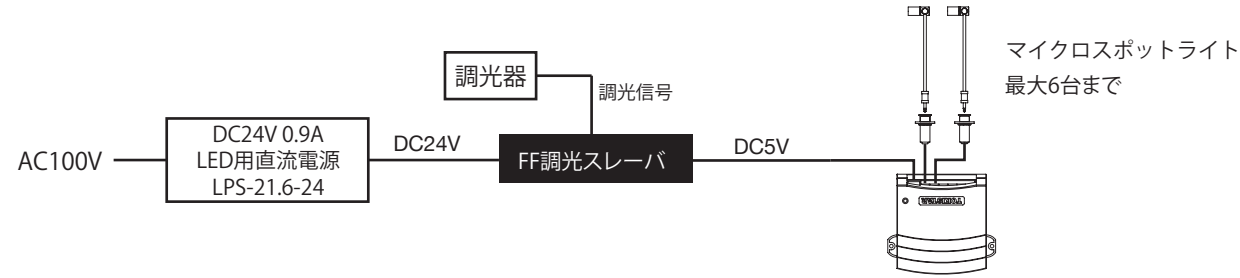 マイクロスポットライト
最大6台まで
調光器
調光信号
AC100V
DC24V 0.9A
LED用直流電源
LPS-21.6-24
DC24V
FF調光スレーバ
DC5V
TOKISTAR